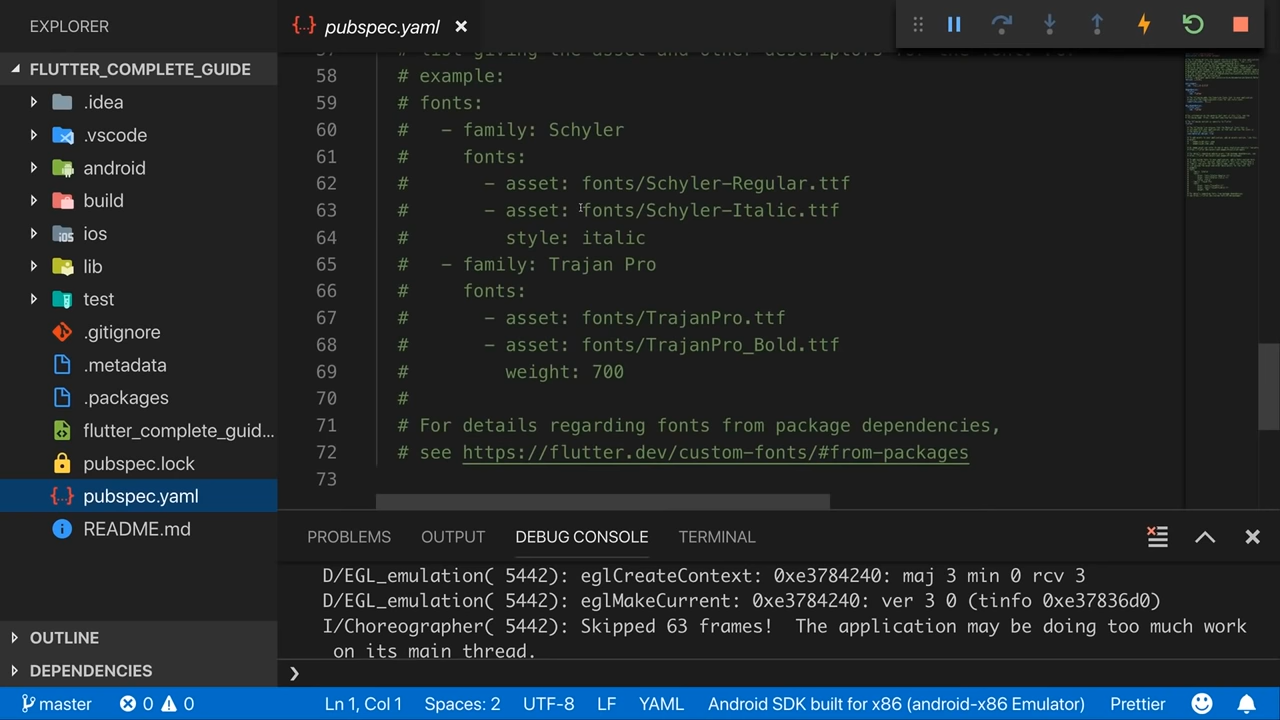 EXPLORER
FLUTTER_COMPLETE_GUIDE
.idea
.vscode
android
build
ios
lib
test
.gitignore
.metadata
.packages
flutter_complete_guid...
pubspec.lock
pubspec.yaml
README.md
OUTLINE
DEPENDENCIES
{..} pubspec.yaml
58 # example:
59 # fonts:
60 #   - family: Schyler
61 #     fonts:
62 #       - asset: fonts/Schyler-Regular.ttf
63 #       - asset: fonts/Schyler-Italic.ttf
64 #         style: italic
65 #   - family: Trajan Pro
66 #     fonts:
67 #       - asset: fonts/TrajanPro.ttf
68 #       - asset: fonts/TrajanPro_Bold.ttf
69 #         weight: 700
70 #
71 # For details regarding fonts from package dependencies,
72 # see https://flutter.dev/custom-fonts/#from-packages
73
PROBLEMS OUTPUT DEBUG CONSOLE TERMINAL
D/EGL_emulation( 5442): eglCreateContext: 0xe3784240: maj 3 min 0 rcv 3
D/EGL_emulation( 5442): eglMakeCurrent: 0xe3784240: ver 3 0 (tinfo 0xe37836d0)
I/Choreographer( 5442): Skipped 63 frames!  The application may be doing too much work
on its main thread.
master 0 0 Ln 1, Col 1 Spaces: 2 UTF-8 LF YAML Android SDK built for x86 (android-x86 Emulator) Prettier